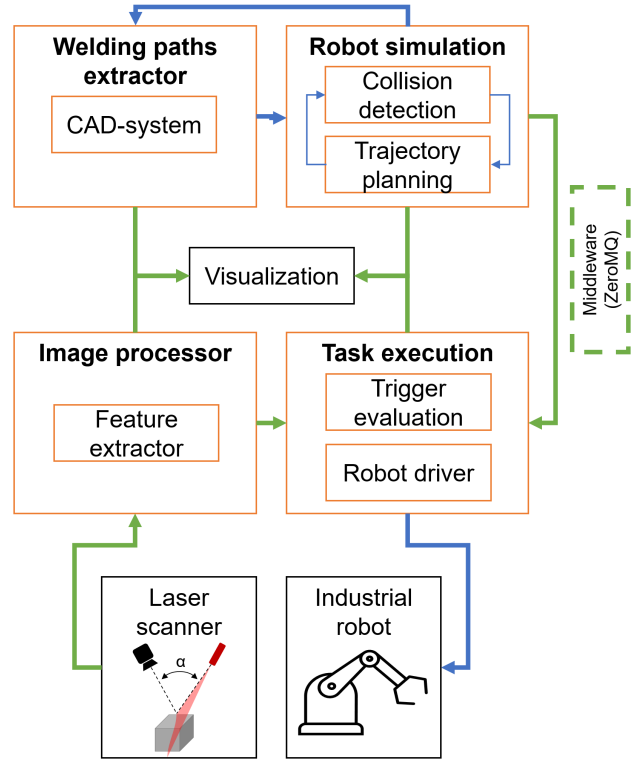 Welding paths
extractor
CAD-system
Robot simulation
Collision
detection
Trajectory
planning
Middleware
(ZeroMQ)
Visualization
Image processor
Feature
extractor
Task execution
Trigger
evaluation
Robot driver
Laser
scanner
α
Industrial
robot